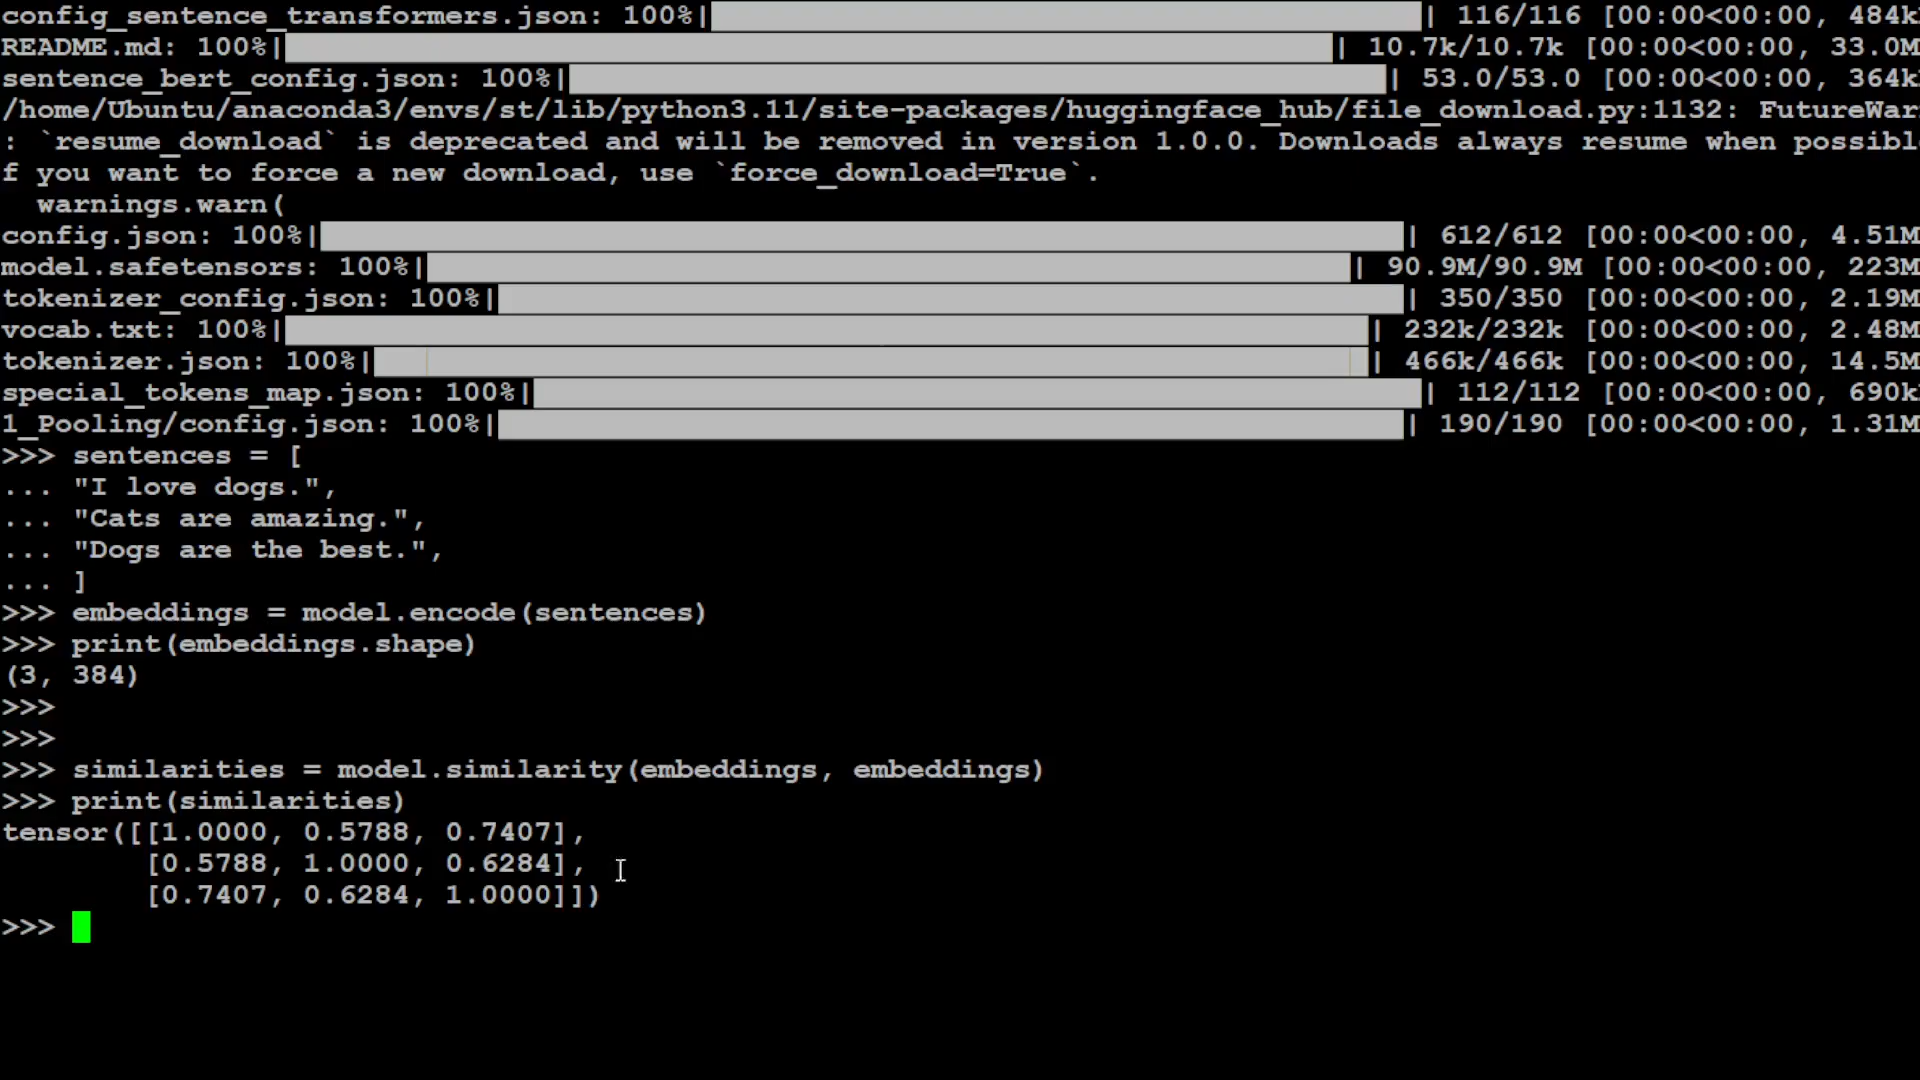 config_sentence_transformers.json: 100%| | 116/116 [00:00<00:00, 484k
README.md: 100%| | 10.7k/10.7k [00:00<00:00, 33.0M
sentence_bert_config.json: 100%| | 53.0/53.0 [00:00<00:00, 364k
/home/Ubuntu/anaconda3/envs/st/lib/python3.11/site-packages/huggingface_hub/file_download.py:1132: FutureWar
: `resume_download` is deprecated and will be removed in version 1.0.0. Downloads always resume when possibl
f you want to force a new download, use `force_download=True`.
  warnings.warn(
config.json: 100%| | 612/612 [00:00<00:00, 4.51M
model.safetensors: 100%| | 90.9M/90.9M [00:00<00:00, 223M
tokenizer_config.json: 100%| | 350/350 [00:00<00:00, 2.19M
vocab.txt: 100%| | 232k/232k [00:00<00:00, 2.48M
tokenizer.json: 100%| | 466k/466k [00:00<00:00, 14.5M
special_tokens_map.json: 100%| | 112/112 [00:00<00:00, 690k
1_Pooling/config.json: 100%| | 190/190 [00:00<00:00, 1.31M
>>> sentences = [
... "I love dogs.",
... "Cats are amazing.",
... "Dogs are the best.",
... ]
>>> embeddings = model.encode(sentences)
>>> print(embeddings.shape)
(3, 384)
>>>
>>>
>>> similarities = model.similarity(embeddings, embeddings)
>>> print(similarities)
tensor([[1.0000, 0.5788, 0.7407],
        [0.5788, 1.0000, 0.6284],
        [0.7407, 0.6284, 1.0000]])
>>>